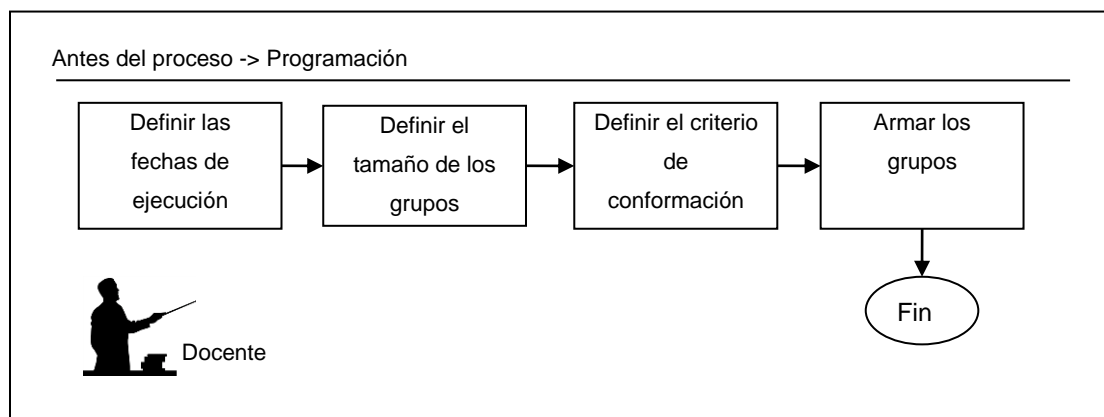 Antes del proceso -> Programación
Definir las
fechas de
ejecución
Definir el
tamaño de los
grupos
Definir el criterio
de
conformación
Armar los
grupos
Fin
Docente